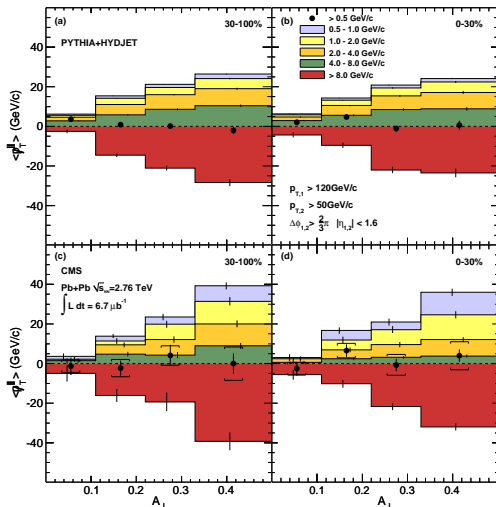 (a) 30-100%
PYTHIA+HYDJET
(b) 0-30%
> 0.5 GeV/c
0.5 - 1.0 GeV/c
1.0 - 2.0 GeV/c
2.0 - 4.0 GeV/c
4.0 - 8.0 GeV/c
> 8.0 GeV/c
40
20
0
-20
-40
(GeV/c)
p_T,1 > 120GeV/c
p_T,2 > 50GeV/c
Δφ_1,2 > 2/3 π |η_1,2| < 1.6
(c) 30-100%
CMS
Pb+Pb √s_NN=2.76 TeV
∫ L dt = 6.7 μb⁻¹
(d) 0-30%
40
20
0
-20
-40
(GeV/c)
0.1 0.2 0.3 0.4
0.1 0.2 0.3 0.4
A_J
A_J